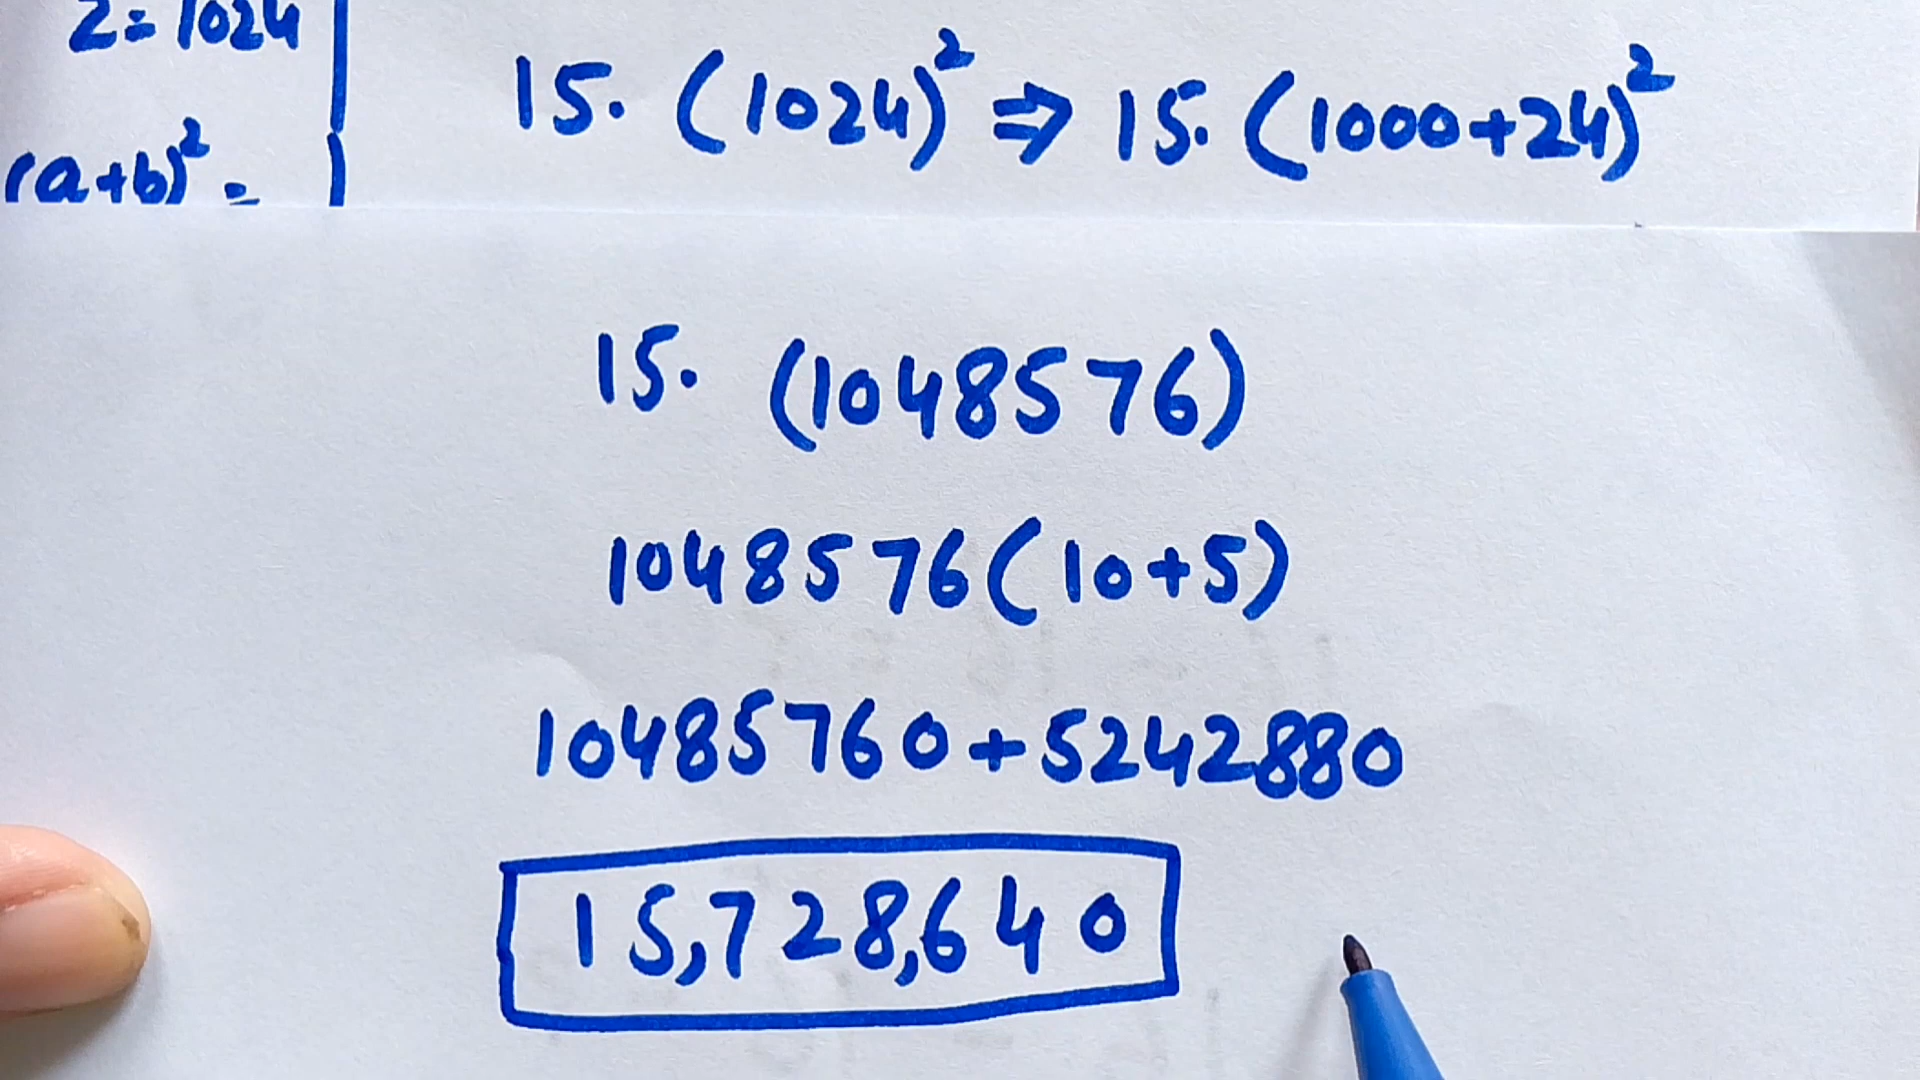 2 = 1024
(a+b)² =
15. (1024)² ⇒ 15. (1000+24)²
15. (1048576)
1048576(10+5)
10485760+5242880
15,728,640